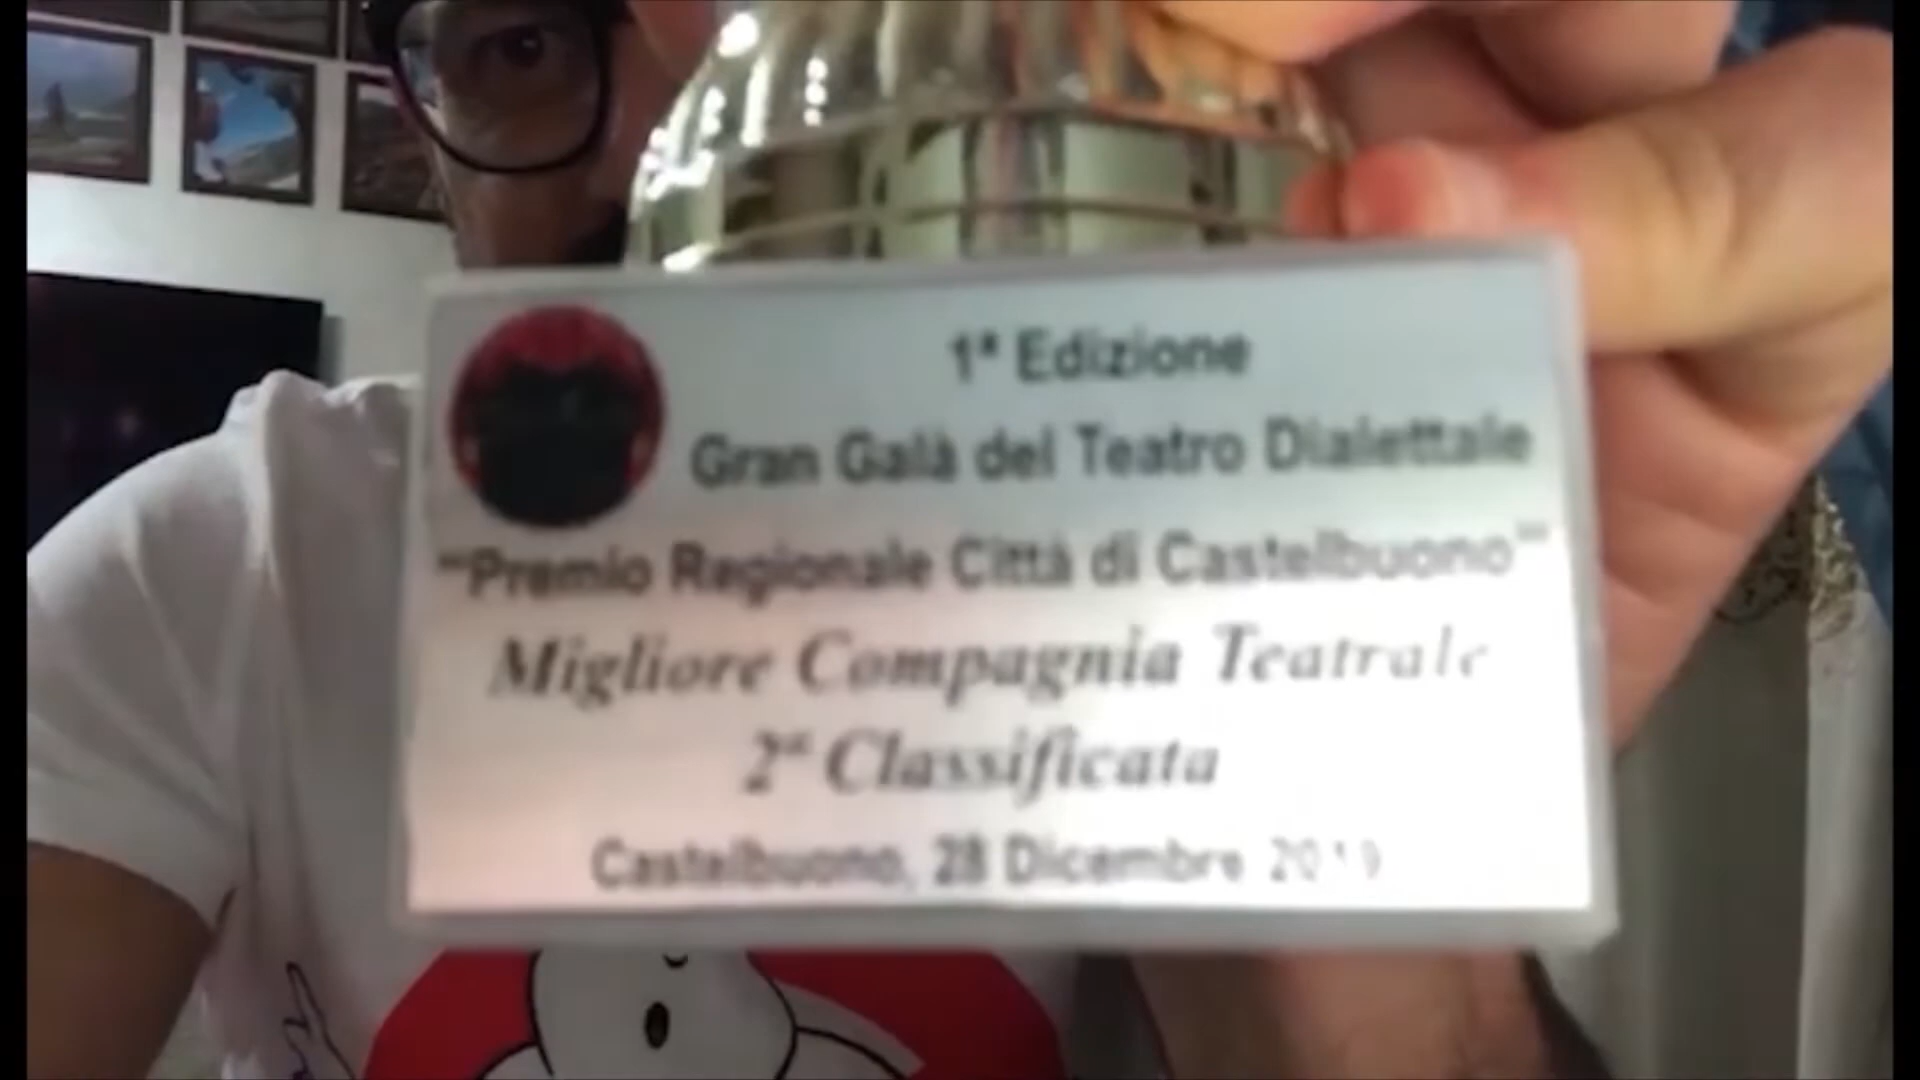 1ª Edizione
Gran Galà del Teatro Dialettale
"Premio Regionale Città di Castelbuono"
Migliore Compagnia Teatrale
2ª Classificata
Castelbuono, 28 Dicembre 2019